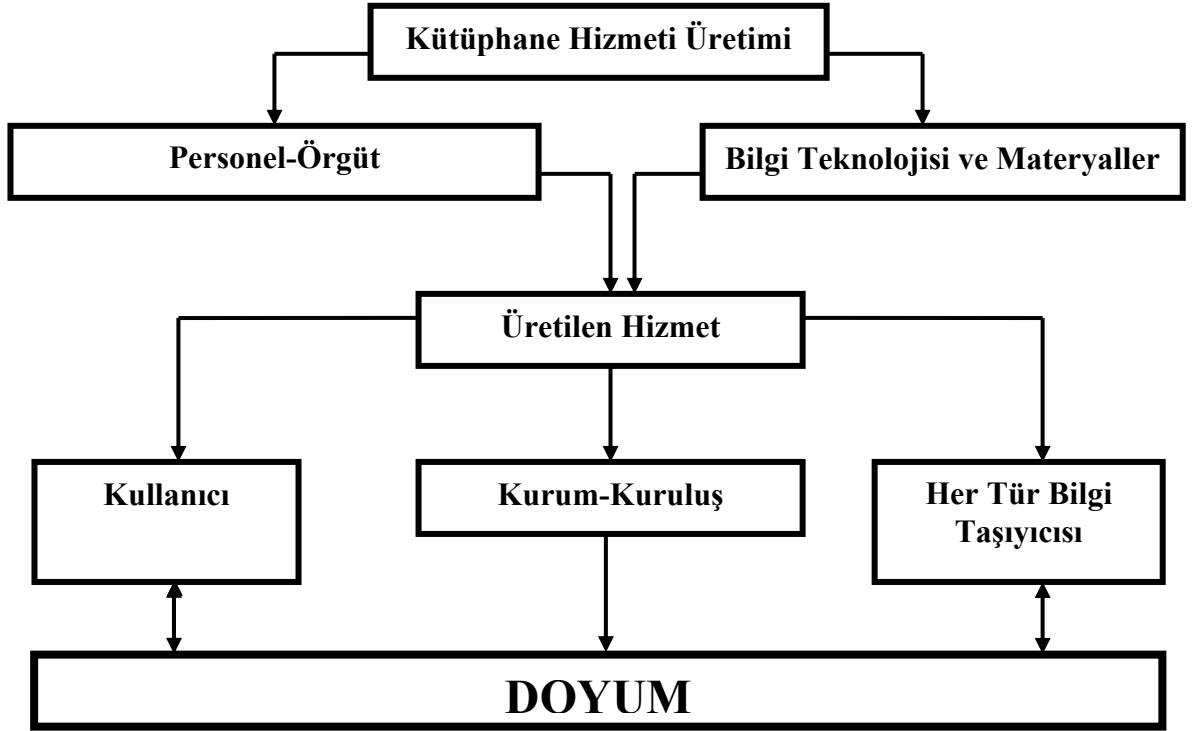 Kütüphane Hizmeti Üretimi
Personel-Örgüt
Bilgi Teknolojisi ve Materyaller
Üretilen Hizmet
Kullanıcı
Kurum-Kuruluş
Her Tür Bilgi
Taşıyıcısı
DOYUM